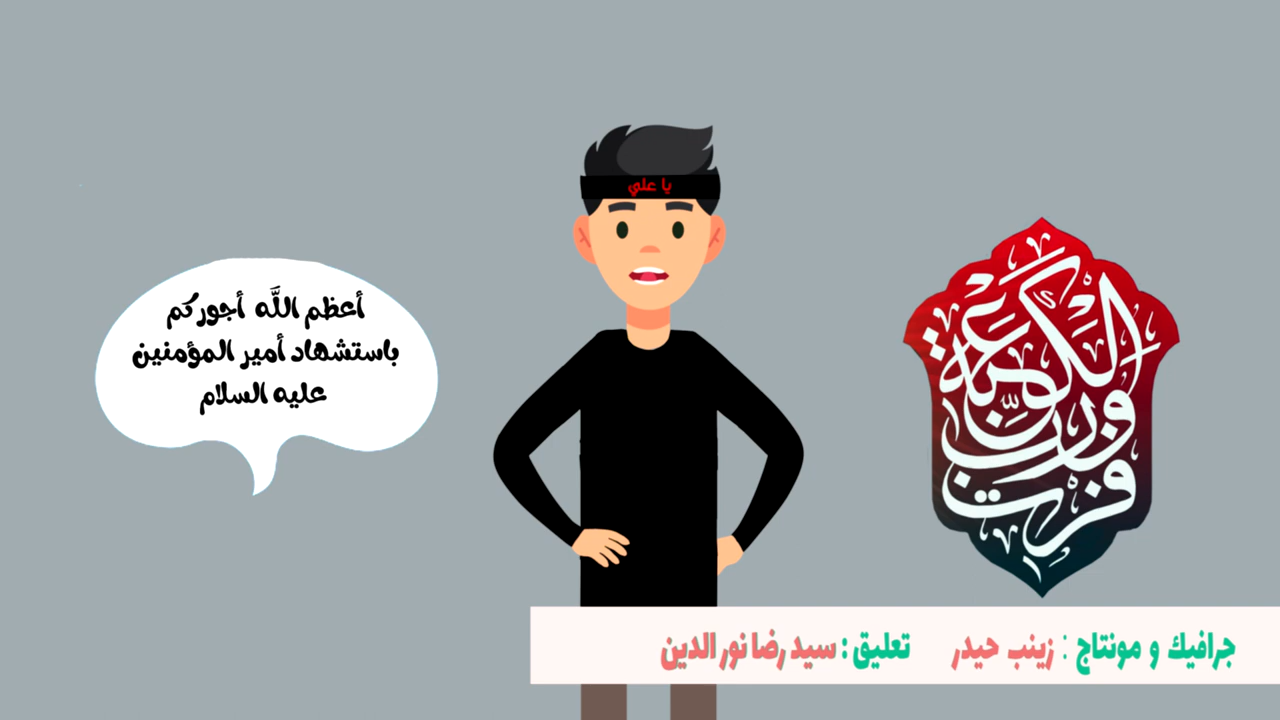 يا علي
أعظم اللَّه أجوركم
باستشهاد أمير المؤمنين
عليه السلام
فزت ورب الكعبة
جرافيك و مونتاج : زينب حيدر تعليق : سيد رضا نور الدين